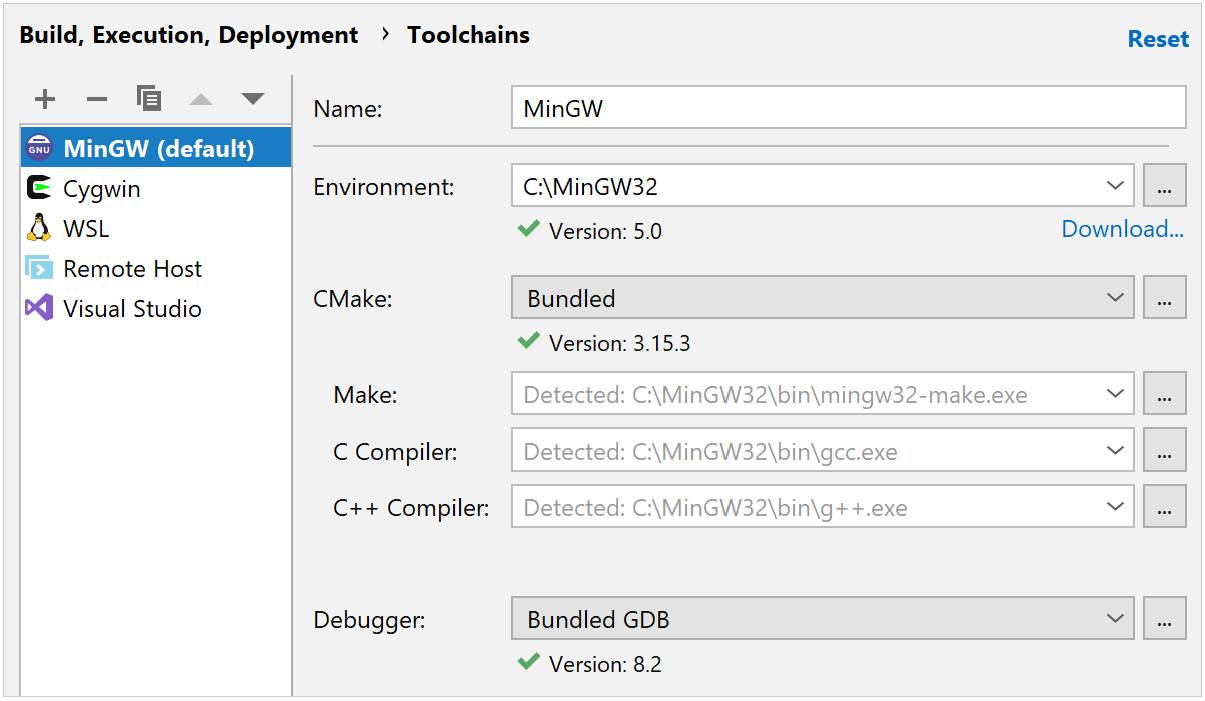 Build, Execution, Deployment › Toolchains
Reset
GNU MinGW (default)
Cygwin
WSL
Remote Host
Visual Studio
Name: MinGW
Environment: C:\MinGW32 ...
Version: 5.0 Download...
CMake: Bundled ...
Version: 3.15.3
Make: Detected: C:\MinGW32\bin\mingw32-make.exe ...
C Compiler: Detected: C:\MinGW32\bin\gcc.exe ...
C++ Compiler: Detected: C:\MinGW32\bin\g++.exe ...
Debugger: Bundled GDB ...
Version: 8.2